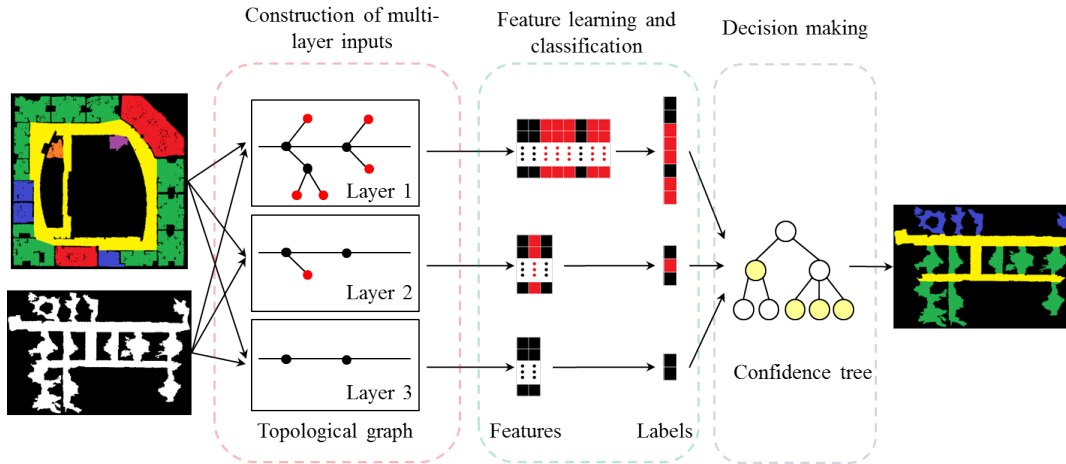 Construction of multi-
layer inputs
Feature learning and
classification
Decision making
Layer 1
Layer 2
Layer 3
Topological graph
Features
Labels
Confidence tree